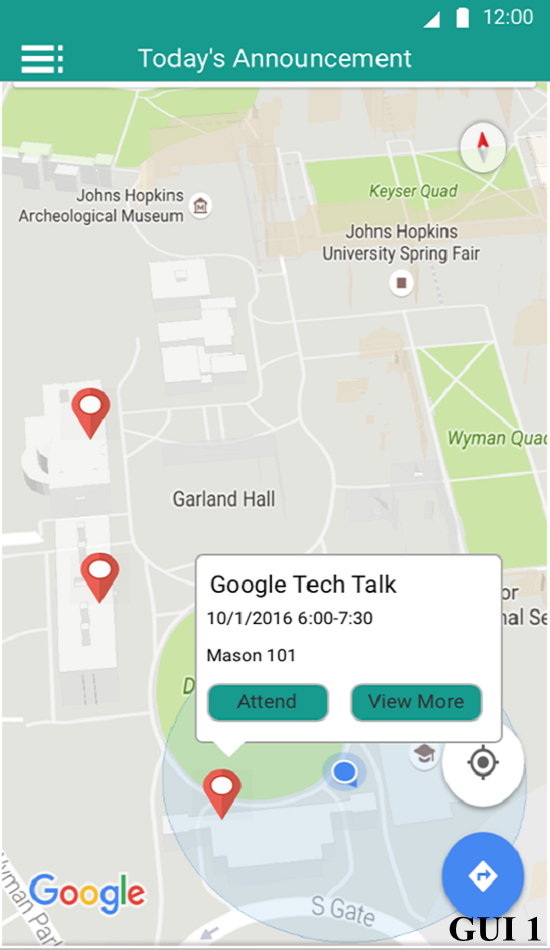 12:00
Today's Announcement
Keyser Quad
Johns Hopkins
Archeological Museum
Johns Hopkins
University Spring Fair
Wyman Quad
Garland Hall
Google Tech Talk
10/1/2016 6:00-7:30
Mason 101
Attend
View More
or
nal Se
D
Google
Wyman Park
S Gate
GUI 1